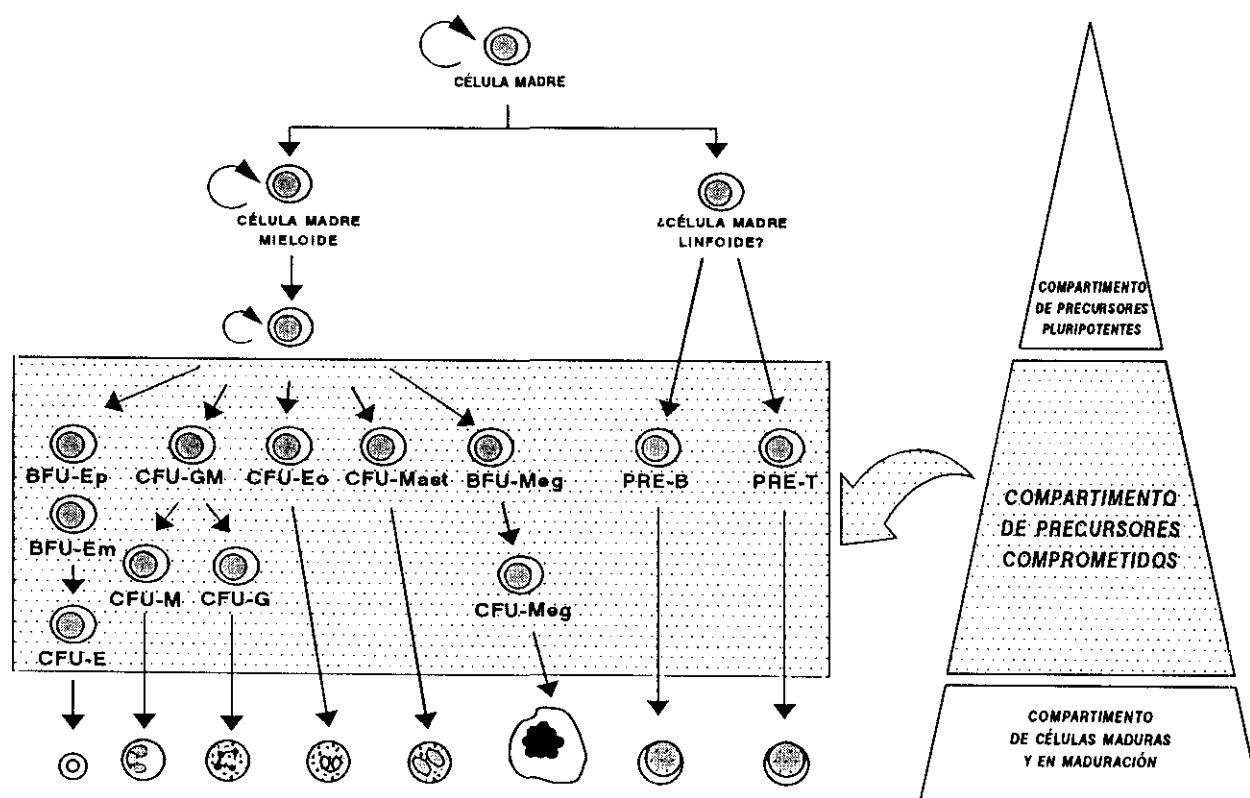 CÉLULA MADRE
CÉLULA MADRE
MIELOIDE
¿CÉLULA MADRE
LINFOIDE?
BFU-Ep
CFU-GM
CFU-Eo
CFU-Mast
BFU-Meg
PRE-B
PRE-T
BFU-Em
CFU-M
CFU-G
CFU-Meg
CFU-E
COMPARTIMENTO
DE PRECURSORES
PLURIPOTENTES
COMPARTIMENTO
DE PRECURSORES
COMPROMETIDOS
COMPARTIMENTO
DE CÉLULAS MADURAS
Y EN MADURACIÓN